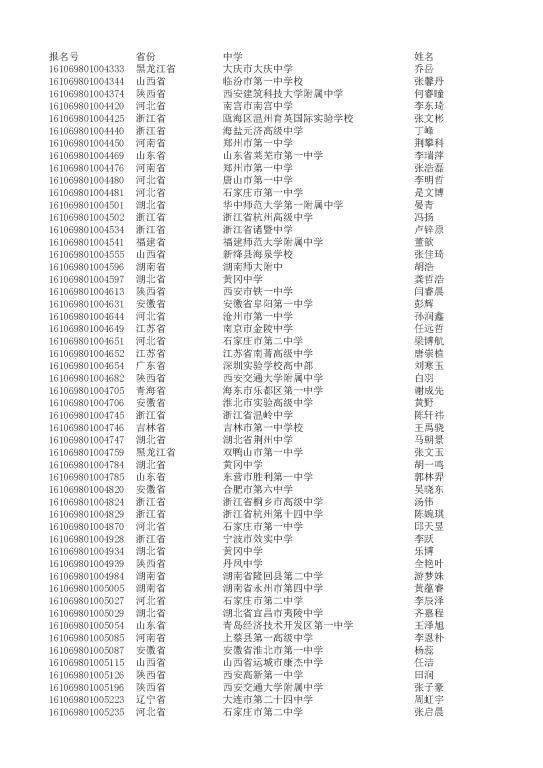 报名号 省份 中学 姓名
161069801004333 黑龙江省 大庆市大庆中学 乔岳
161069801004344 山西省 临汾市第一中学校 张馨丹
161069801004374 陕西省 西安建筑科技大学附属中学 何睿瞳
161069801004420 河北省 南宫市南宫中学 李东琦
161069801004425 浙江省 瓯海区温州育英国际实验学校 张文彬
161069801004440 浙江省 海盐元济高级中学 丁峰
161069801004450 河南省 郑州市第一中学 荆攀科
161069801004469 山东省 山东省莱芜市第一中学 李瑞萍
161069801004476 河南省 郑州市第一中学 张浩磊
161069801004480 河北省 唐山市第一中学 李明哲
161069801004481 河北省 石家庄市第一中学 是文博
161069801004501 湖北省 华中师范大学第一附属中学 晏青
161069801004502 浙江省 浙江省杭州高级中学 冯扬
161069801004534 浙江省 浙江省诸暨中学 卢锌原
161069801004541 福建省 福建师范大学附属中学 董歆
161069801004555 山西省 新绛县海泉学校 张佳琦
161069801004596 湖南省 湖南师大附中 胡浩
161069801004597 湖北省 黄冈中学 龚哲浩
161069801004613 陕西省 西安市铁一中学 闫睿晨
161069801004631 安徽省 安徽省阜阳第一中学 彭辉
161069801004644 河北省 沧州市第一中学 孙润鑫
161069801004649 江苏省 南京市金陵中学 任远哲
161069801004651 河北省 石家庄市第二中学 梁博航
161069801004652 江苏省 江苏省南菁高级中学 唐崇植
161069801004654 广东省 深圳实验学校高中部 刘寒玉
161069801004682 陕西省 西安交通大学附属中学 白羽
161069801004705 青海省 海东市乐都区第一中学 谢成先
161069801004706 安徽省 淮北市实验高级中学 黄野
161069801004745 浙江省 浙江省温岭中学 陈轩祎
161069801004746 吉林省 吉林市第一中学校 王禹骁
161069801004747 湖北省 湖北省荆州中学 马朝景
161069801004759 黑龙江省 双鸭山市第一中学 张文玉
161069801004784 湖北省 黄冈中学 胡一鸣
161069801004785 山东省 东营市胜利第一中学 郭林羿
161069801004820 安徽省 合肥市第六中学 吴晓东
161069801004824 浙江省 浙江省桐乡市高级中学 汤伟
161069801004829 浙江省 浙江省杭州第十四中学 陈婉琪
161069801004870 河北省 石家庄市第一中学 邱天昱
161069801004928 浙江省 宁波市效实中学 李跃
161069801004934 湖北省 黄冈中学 乐博
161069801004939 陕西省 丹凤中学 全艳叶
161069801004984 湖南省 湖南省隆回县第二中学 游梦姝
161069801005005 湖南省 湖南省永州市第四中学 黄蕴睿
161069801005027 河北省 石家庄市第二中学 李辰泽
161069801005029 湖北省 湖北省宜昌市夷陵中学 齐嘉程
161069801005054 山东省 青岛经济技术开发区第一中学 王泽旭
161069801005085 河南省 上蔡县第一高级中学 李恩朴
161069801005087 安徽省 安徽省淮北市第一中学 杨蕊
161069801005115 山西省 山西省运城市康杰中学 任洁
161069801005126 陕西省 西安高新第一中学 田润
161069801005196 陕西省 西安交通大学附属中学 张子豪
161069801005223 辽宁省 大连市第二十四中学 周虹宇
161069801005235 河北省 石家庄市第二中学 张启晨